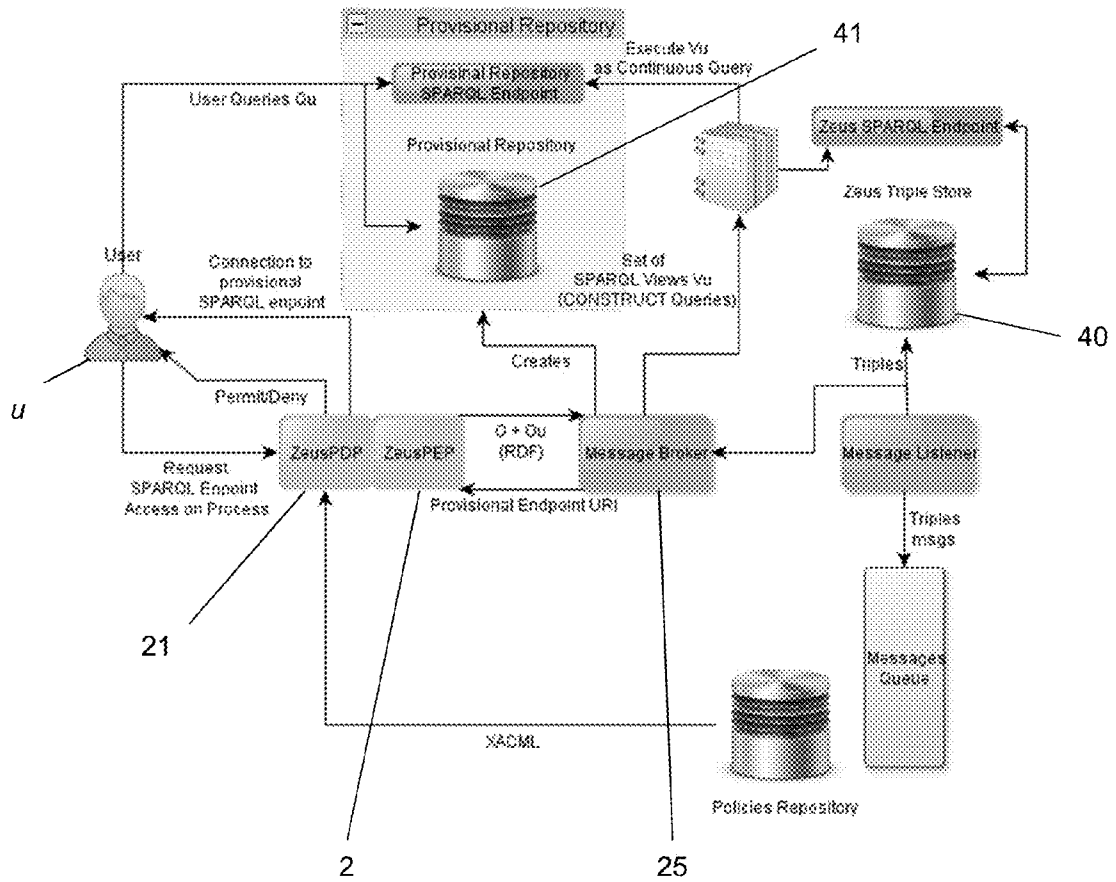 Provisional Repository
41
Execute Vu
as Continuous Query
Provisinal Repository
SPARQL Endpoint
User Queries Qu
Zeus SPARQL Endpoint
Provisional Repository
Zeus Triple Store
User
Connection to
provisional
SPARQL enpoint
Set of
SPARQL Views Vu
(CONSTRUCT Queries)
40
Creates
Triples
u
Permit/Deny
ZeusPDP
ZeusPEP
O + Ou
(RDF)
Message Broker
Message Listener
Request
SPARQL Enpoint
Access on Process
Provisional Endpoint URI
Triples
msgs
21
Messages
Queue
XACML
Policies Repository
2
25